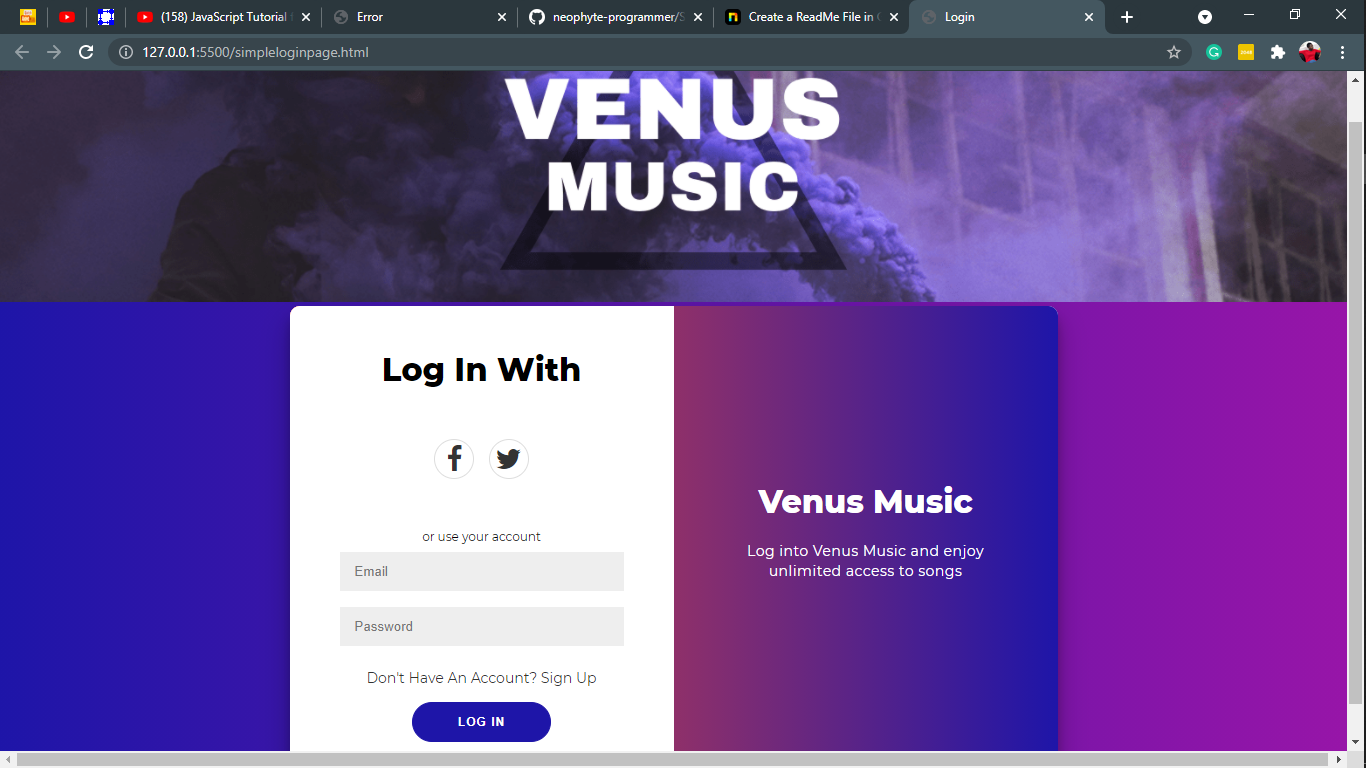 (158) JavaScript Tutorial
Error
neophyte-programmer/S
Create a ReadMe File in
Login
127.0.0.1:5500/simpleloginpage.html
VENUS
MUSIC
Log In With
or use your account
Email
Password
Don't Have An Account? Sign Up
LOG IN
Venus Music
Log into Venus Music and enjoy
unlimited access to songs